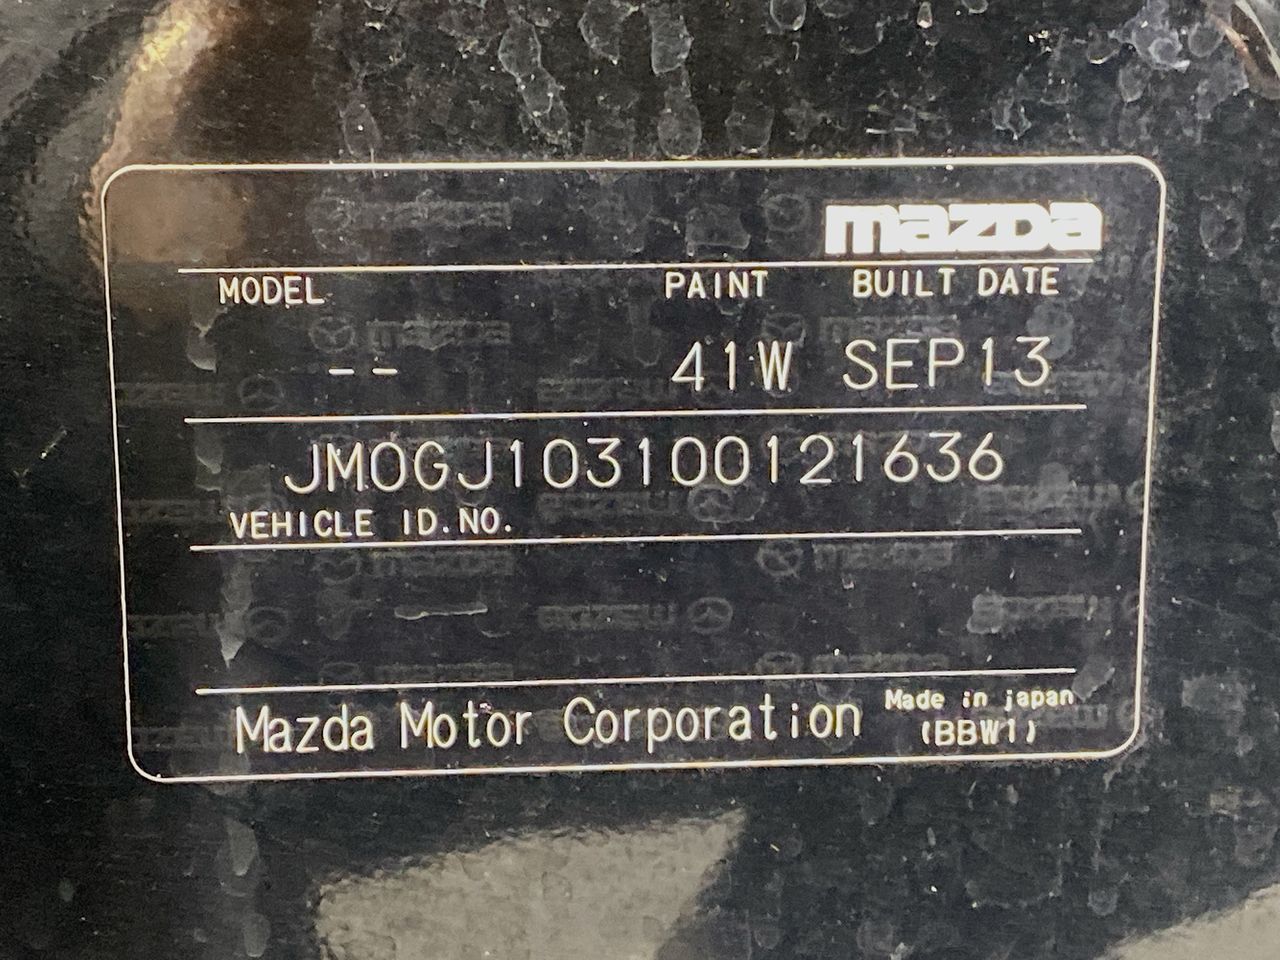 mazda
MODEL PAINT BUILT DATE
-- 41W SEP13
JM0GJ103100121636
VEHICLE ID.NO.
Mazda Motor Corporation Made in japan
(BBW1)